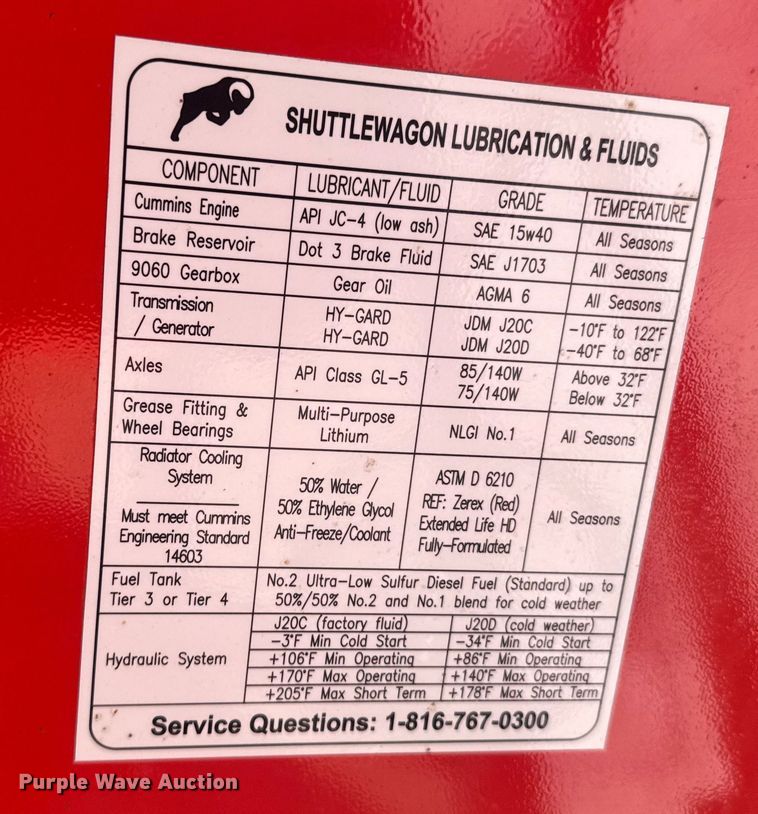 SHUTTLEWAGON LUBRICATION & FLUIDS
COMPONENT LUBRICANT/FLUID GRADE TEMPERATURE
Cummins Engine API JC-4 (low ash) SAE 15w40 All Seasons
Brake Reservoir Dot 3 Brake Fluid SAE J1703 All Seasons
9060 Gearbox Gear Oil AGMA 6 All Seasons
Transmission HY-GARD JDM J20C -10°F to 122°F
/ Generator HY-GARD JDM J20D -40°F to 68°F
Axles API Class GL-5 85/140W Above 32°F
75/140W Below 32°F
Grease Fitting & Multi-Purpose
Wheel Bearings Lithium NLGI No.1 All Seasons
Radiator Cooling
System
Must meet Cummins
Engineering Standard
14603
50% Water /
50% Ethylene Glycol
Anti-Freeze/Coolant
ASTM D 6210
REF: Zerex (Red)
Extended Life HD
Fully-Formulated
All Seasons
Fuel Tank No.2 Ultra-Low Sulfur Diesel Fuel (Standard) up to
Tier 3 or Tier 4 50%/50% No.2 and No.1 blend for cold weather
Hydraulic System
J20C (factory fluid) J20D (cold weather)
-3°F Min Cold Start -34°F Min Cold Start
+106°F Min Operating +86°F Min Operating
+170°F Max Operating +140°F Max Operating
+205°F Max Short Term +178°F Max Short Term
Service Questions: 1-816-767-0300
Purple Wave Auction